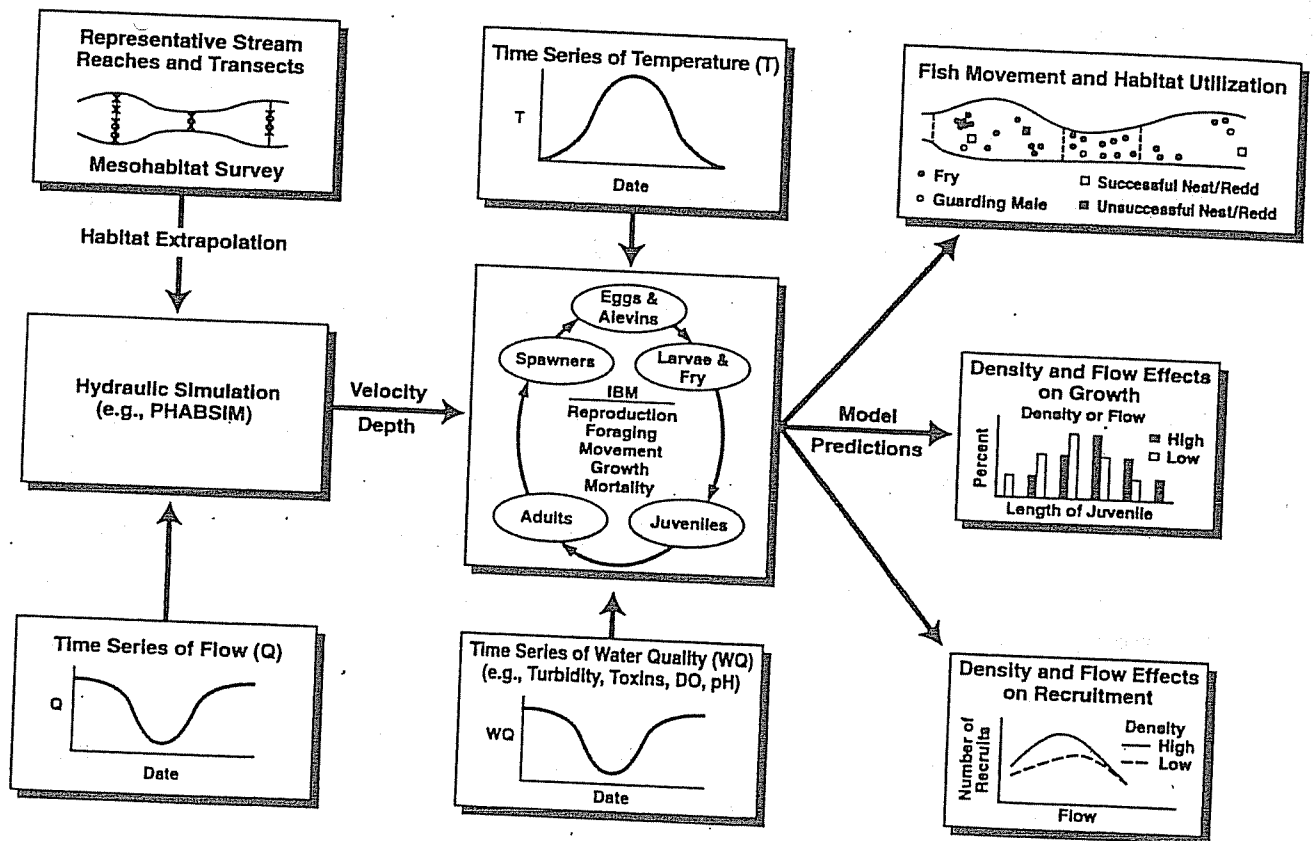 Representative Stream
Reaches and Transects
Mesohabitat Survey
Habitat Extrapolation
Hydraulic Simulation
(e.g., PHABSIM)
Time Series of Flow (Q)
Q
Date
Velocity
Depth
Time Series of Temperature (T)
T
Date
Eggs &
Alevins
Spawners
Larvae &
Fry
IBM
Reproduction
Foraging
Movement
Growth
Mortality
Adults
Juveniles
Time Series of Water Quality (WQ)
(e.g., Turbidity, Toxins, DO, pH)
WQ
Date
Model
Predictions
Fish Movement and Habitat Utilization
Fry
Successful Nest/Redd
Guarding Male
Unsuccessful Nest/Redd
Density and Flow Effects
on Growth
Density or Flow
High
Low
Percent
Length of Juvenile
Density and Flow Effects
on Recruitment
Density
High
Low
Number of
Recruits
Flow